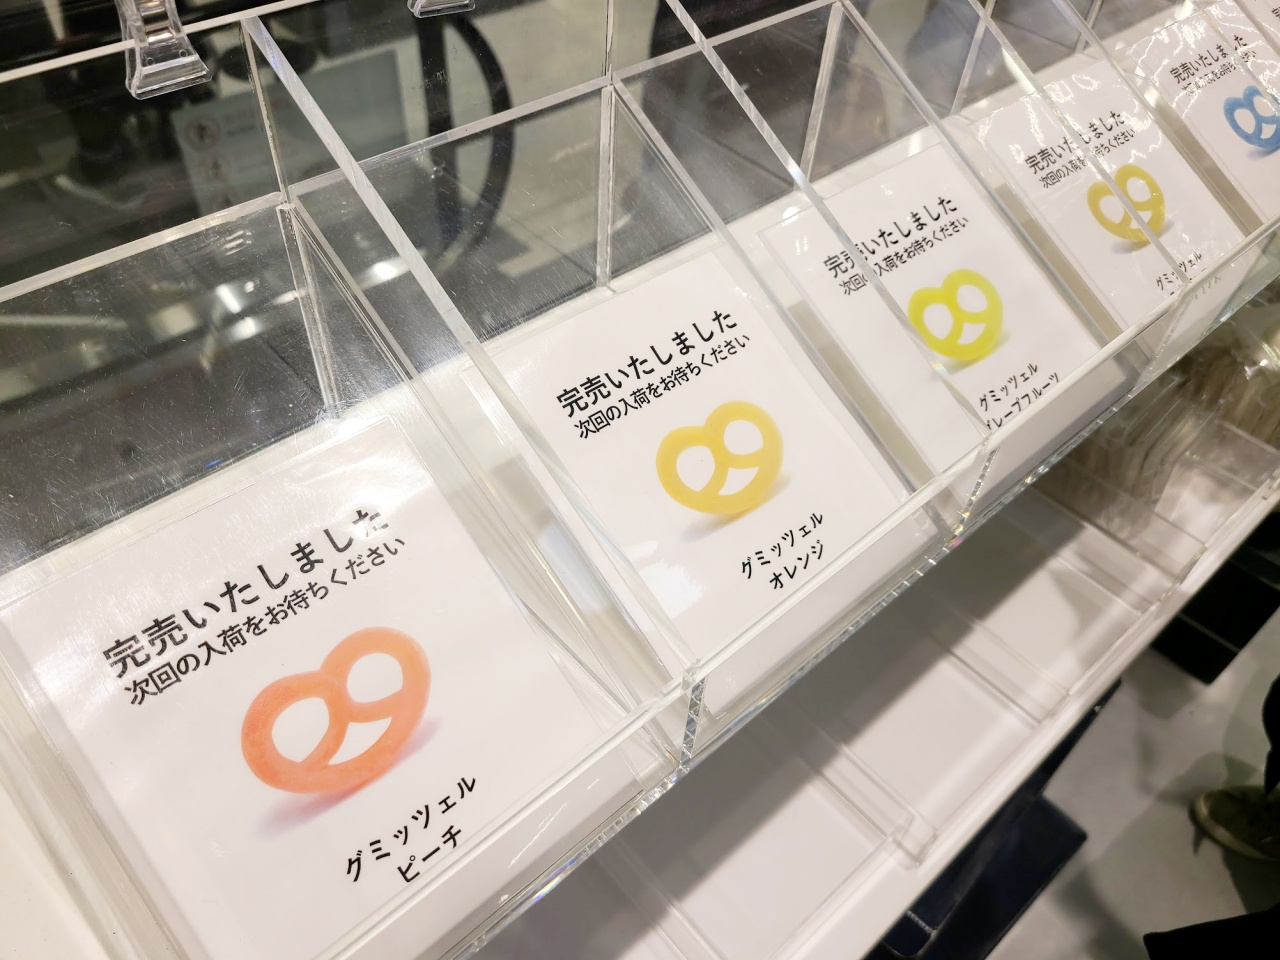 完売いたしました
次回の入荷をお待ちください
グミッツェル
ピーチ
完売いたしました
次回の入荷をお待ちください
グミッツェル
オレンジ
完売いたしました
次回の入荷をお待ちください
グミッツェル
グレープフルーツ
完売いたしました
次回の入荷をお待ちください
グミッツェル
完売いたしました